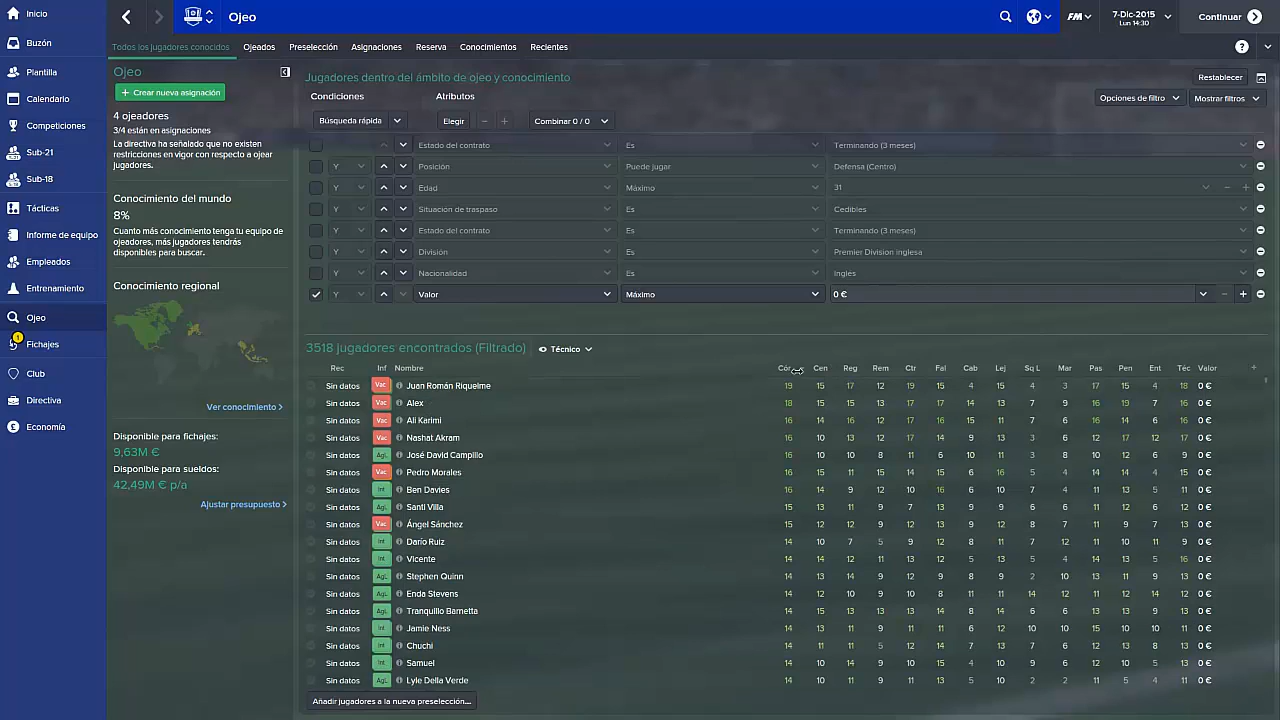 Inicio
Buzón
Plantilla
Calendario
Competiciones
Sub-21
Sub-18
Tácticas
Informe de equipo
Empleados
Entrenamiento
Ojeo
1
Fichajes
Club
Directiva
Economía
Ojeo
FM
7-Dic-2015
Lun 14:30
Continuar
Todos los jugadores conocidos Ojeados Preselección Asignaciones Reserva Conocimientos Recientes
?
Ojeo
+ Crear nueva asignación
4 ojeadores
3/4 están en asignaciones
La directiva ha señalado que no existen
restricciones en vigor con respecto a ojear
jugadores.
Conocimiento del mundo
8%
Cuanto más conocimiento tenga tu equipo de
ojeadores, más jugadores tendrás
disponibles para buscar.
Conocimiento regional
Ver conocimiento >
Disponible para fichajes:
9,63M €
Disponible para sueldos:
42,49M € p/a
Ajustar presupuesto >
Jugadores dentro del ámbito de ojeo y conocimiento
Restablecer
Condiciones Atributos
Opciones de filtro Mostrar filtros
Búsqueda rápida Elegir − + Combinar 0 / 0
Estado del contrato Es Terminando (3 meses)
Y Posición Puede jugar Defensa (Centro)
Y Edad Máximo 31 − +
Y Situación de traspaso Es Cedibles
Y Estado del contrato Es Terminando (3 meses)
Y División Es Premier Division inglesa
Y Nacionalidad Es Inglés
Y Valor Máximo 0 € − +
3518 jugadores encontrados (Filtrado) Técnico
Rec Inf Nombre Cen Reg Rem Ctr Fal Cab Lej Sq L Mar Pas Pen Ent Téc Valor +
Sin datos Vac Juan Román Riquelme 19 15 17 12 19 19 4 15 4 3 17 15 4 18 0 €
Sin datos Vac Alex 18 15 15 13 17 17 14 13 7 9 16 19 7 16 0 €
Sin datos Vac Ali Karimi 16 14 16 12 17 16 15 11 7 6 16 14 6 16 0 €
Sin datos Vac Nashat Akram 16 10 13 12 17 14 9 13 3 6 12 17 12 17 0 €
Sin datos AgL José David Campillo 16 10 10 8 11 6 10 11 3 8 10 12 6 9 0 €
Sin datos Vac Pedro Morales 16 15 11 15 14 15 6 16 5 4 14 14 4 15 0 €
Sin datos Int Ben Davies 16 14 9 12 10 16 6 10 7 4 11 13 5 11 0 €
Sin datos AgL Santi Villa 15 13 11 9 7 13 9 9 6 6 11 12 6 12 0 €
Sin datos Vac Ángel Sánchez 15 12 12 9 12 13 9 12 8 7 11 9 7 13 0 €
Sin datos Int Darío Ruiz 14 10 7 5 9 12 8 11 7 12 11 10 11 9 0 €
Sin datos Int Vicente 14 14 12 11 13 12 5 13 5 4 14 13 7 16 0 €
Sin datos AgL Stephen Quinn 14 13 14 9 12 9 8 9 2 10 13 11 9 13 0 €
Sin datos AgL Enda Stevens 14 12 10 9 10 8 11 11 14 12 11 12 14 12 0 €
Sin datos AgL Tranquillo Barnetta 14 15 13 13 13 14 8 14 6 6 13 13 9 13 0 €
Sin datos Int Jamie Ness 14 13 11 9 11 11 6 12 10 10 15 10 10 11 0 €
Sin datos Int Chuchi 14 11 11 5 12 14 7 13 7 6 12 13 8 13 0 €
Sin datos Int Samuel 14 10 14 9 10 15 4 10 9 6 12 10 5 13 0 €
Sin datos AgL Lyle Della Verde 14 10 11 9 11 13 5 10 2 2 11 5 4 11 0 €
Añadir jugadores a la nueva preselección...